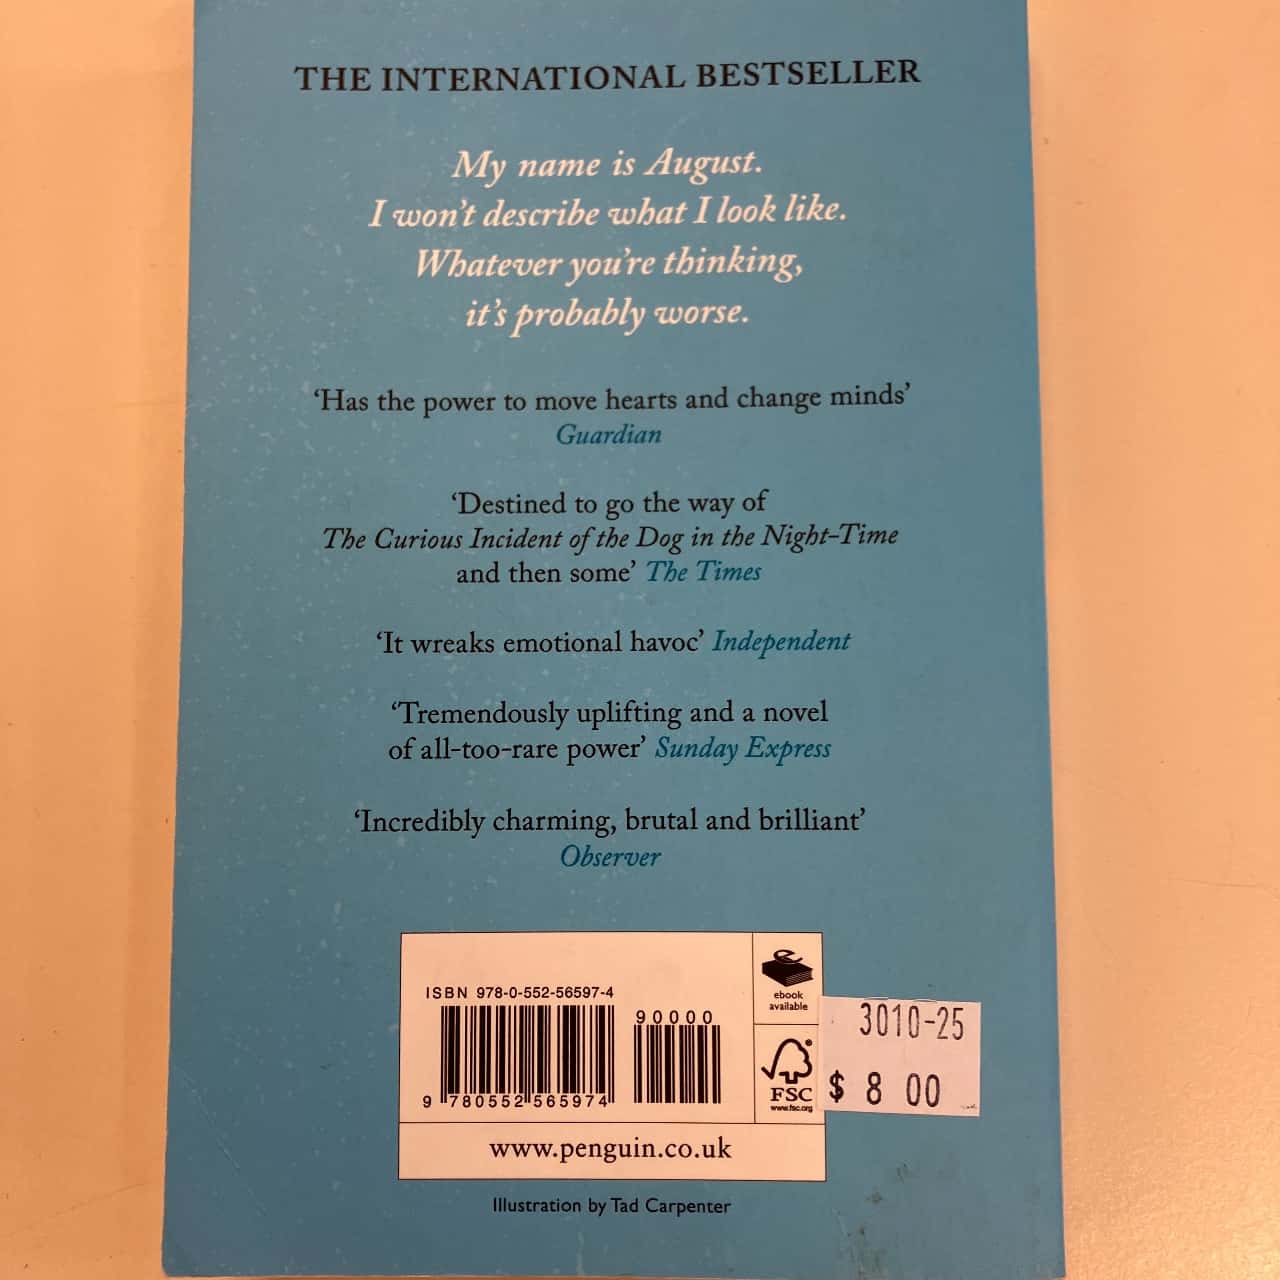 THE INTERNATIONAL BESTSELLER
My name is August.
I won't describe what I look like.
Whatever you're thinking,
it's probably worse.
‘Has the power to move hearts and change minds’
Guardian
‘Destined to go the way of
The Curious Incident of the Dog in the Night-Time
and then some’ The Times
‘It wreaks emotional havoc’ Independent
‘Tremendously uplifting and a novel
of all-too-rare power’ Sunday Express
‘Incredibly charming, brutal and brilliant’
Observer
ISBN 978-0-552-56597-4
90000
9 780552 565974
ebook
available
FSC
www.fsc.org
3010-25
$ 8 00
www.penguin.co.uk
Illustration by Tad Carpenter